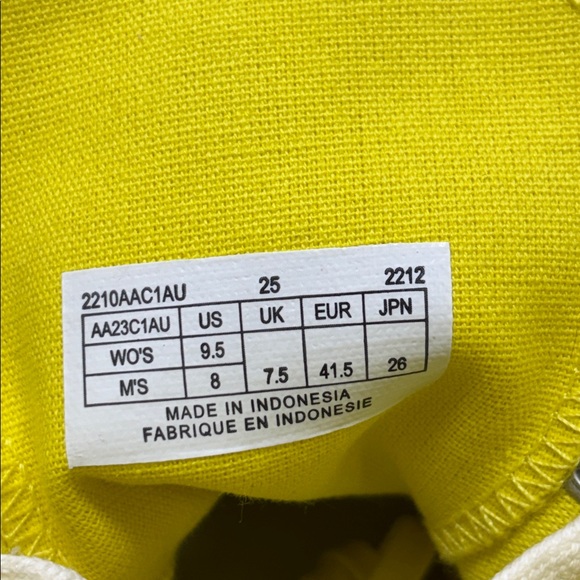 2210AAC1AU 25 2212
AA23C1AU US UK EUR JPN
WO'S 9.5
M'S 8 7.5 41.5 26
MADE IN INDONESIA
FABRIQUE EN INDONESIE